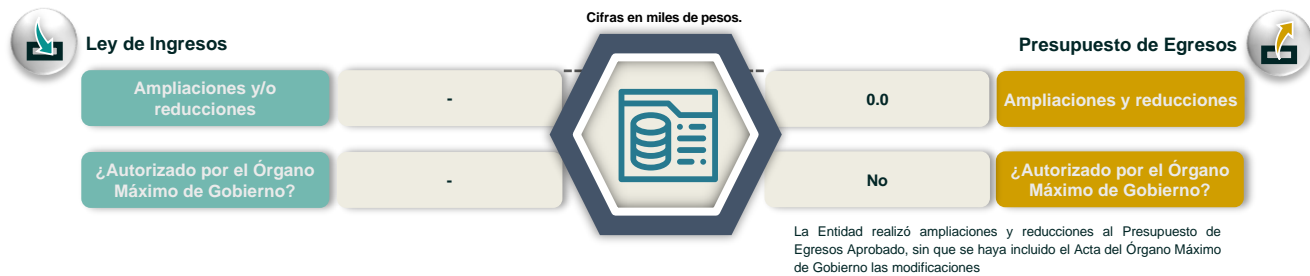 Cifras en miles de pesos.
Ley de Ingresos
Presupuesto de Egresos
Ampliaciones y/o
reducciones
-
0.0
Ampliaciones y reducciones
¿Autorizado por el Órgano
Máximo de Gobierno?
-
No
¿Autorizado por el Órgano
Máximo de Gobierno?
La Entidad realizó ampliaciones y reducciones al Presupuesto de
Egresos Aprobado, sin que se haya incluido el Acta del Órgano Máximo
de Gobierno las modificaciones